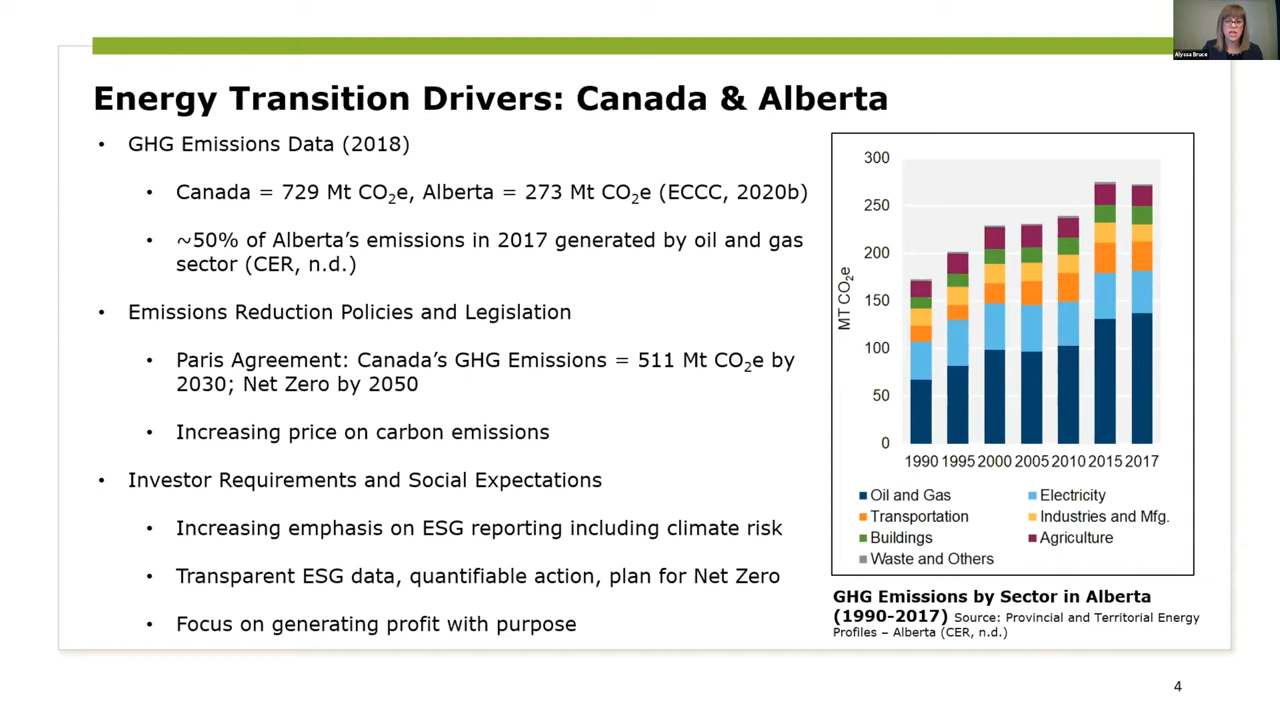 Alyssa Bruce
Energy Transition Drivers: Canada & Alberta
• GHG Emissions Data (2018)
• Canada = 729 Mt CO₂e, Alberta = 273 Mt CO₂e (ECCC, 2020b)
• ~50% of Alberta’s emissions in 2017 generated by oil and gas
sector (CER, n.d.)
• Emissions Reduction Policies and Legislation
• Paris Agreement: Canada’s GHG Emissions = 511 Mt CO₂e by
2030; Net Zero by 2050
• Increasing price on carbon emissions
• Investor Requirements and Social Expectations
• Increasing emphasis on ESG reporting including climate risk
• Transparent ESG data, quantifiable action, plan for Net Zero
• Focus on generating profit with purpose
MT CO₂e
300
250
200
150
100
50
0
1990 1995 2000 2005 2010 2015 2017
Oil and Gas Electricity
Transportation Industries and Mfg.
Buildings Agriculture
Waste and Others
GHG Emissions by Sector in Alberta
(1990-2017) Source: Provincial and Territorial Energy
Profiles – Alberta (CER, n.d.)
4